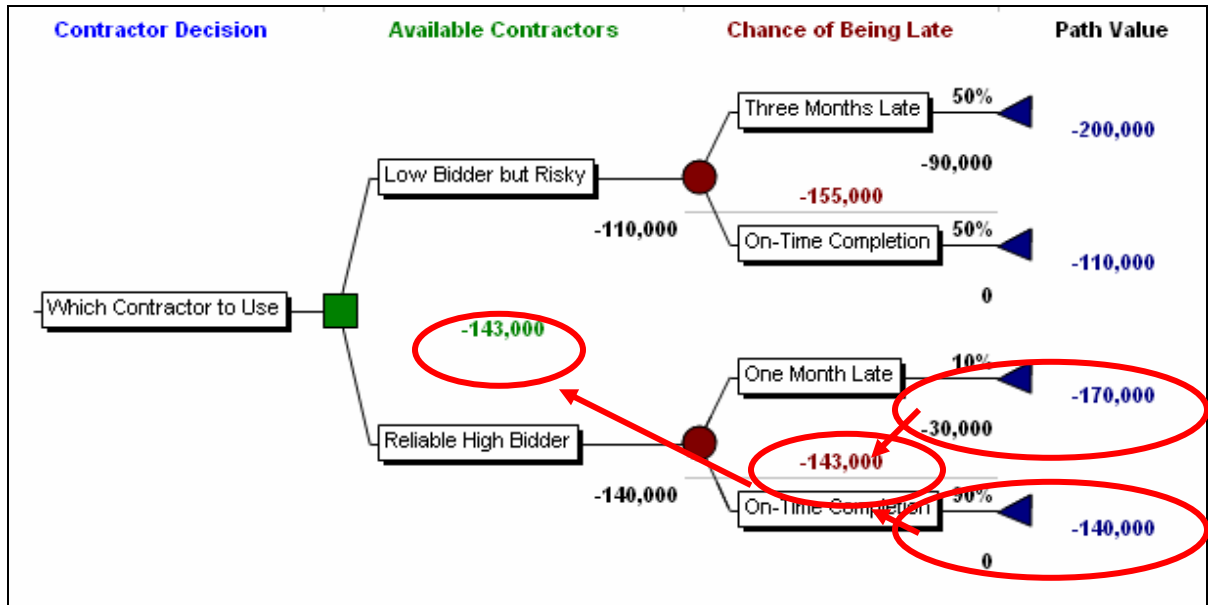 Contractor Decision
Available Contractors
Chance of Being Late
Path Value
Three Months Late
50%
-200,000
-90,000
Low Bidder but Risky
-155,000
-110,000
On-Time Completion
50%
-110,000
0
Which Contractor to Use
-143,000
One Month Late
10%
-170,000
-30,000
Reliable High Bidder
-143,000
-140,000
On-Time Completion
90%
-140,000
0